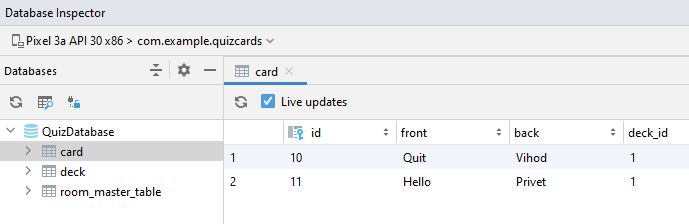 Database Inspector
Pixel 3a API 30 x86 > com.example.quizcards
Databases
card
Live updates
QuizDatabase
card
deck
room_master_table
id front back deck_id
1 10 Quit Vihod 1
2 11 Hello Privet 1